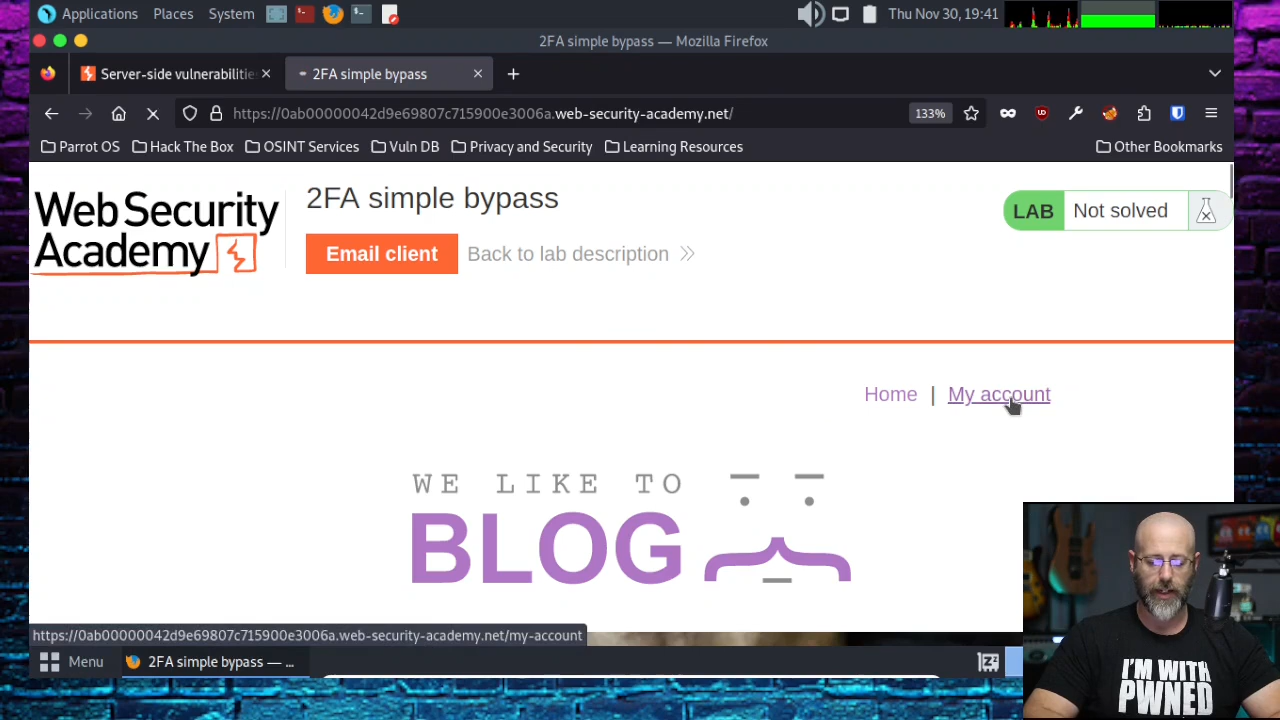 Applications Places System Thu Nov 30, 19:41
2FA simple bypass — Mozilla Firefox
Server-side vulnerabilitie 2FA simple bypass
https://0ab00000042d9e69807c715900e3006a.web-security-academy.net/ 133%
Parrot OS Hack The Box OSINT Services Vuln DB Privacy and Security Learning Resources Other Bookmarks
Web Security
Academy
2FA simple bypass
Email client Back to lab description
LAB Not solved
Home | My account
WE LIKE TO
BLOG
https://0ab00000042d9e69807c715900e3006a.web-security-academy.net/my-account
Menu 2FA simple bypass — ...
I'M WITH
PWNED